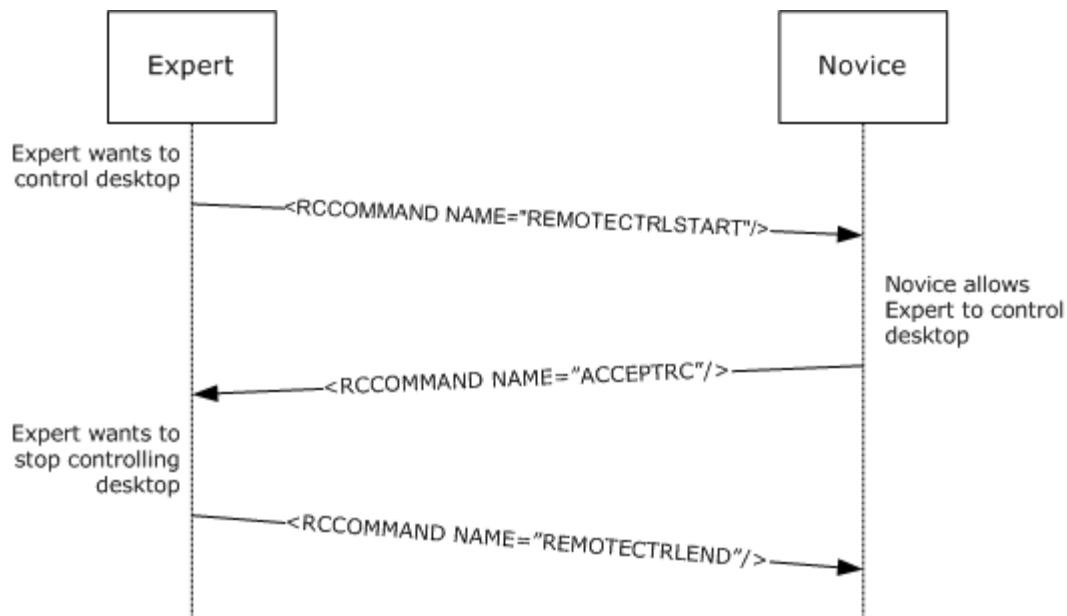 Expert
Novice
Expert wants to
control desktop
<RCCOMMAND NAME="REMOTECTRLSTART"/>
Novice allows
Expert to control
desktop
<RCCOMMAND NAME=”ACCEPTRC”/>
Expert wants to
stop controlling
desktop
<RCCOMMAND NAME=”REMOTECTRLEND”/>